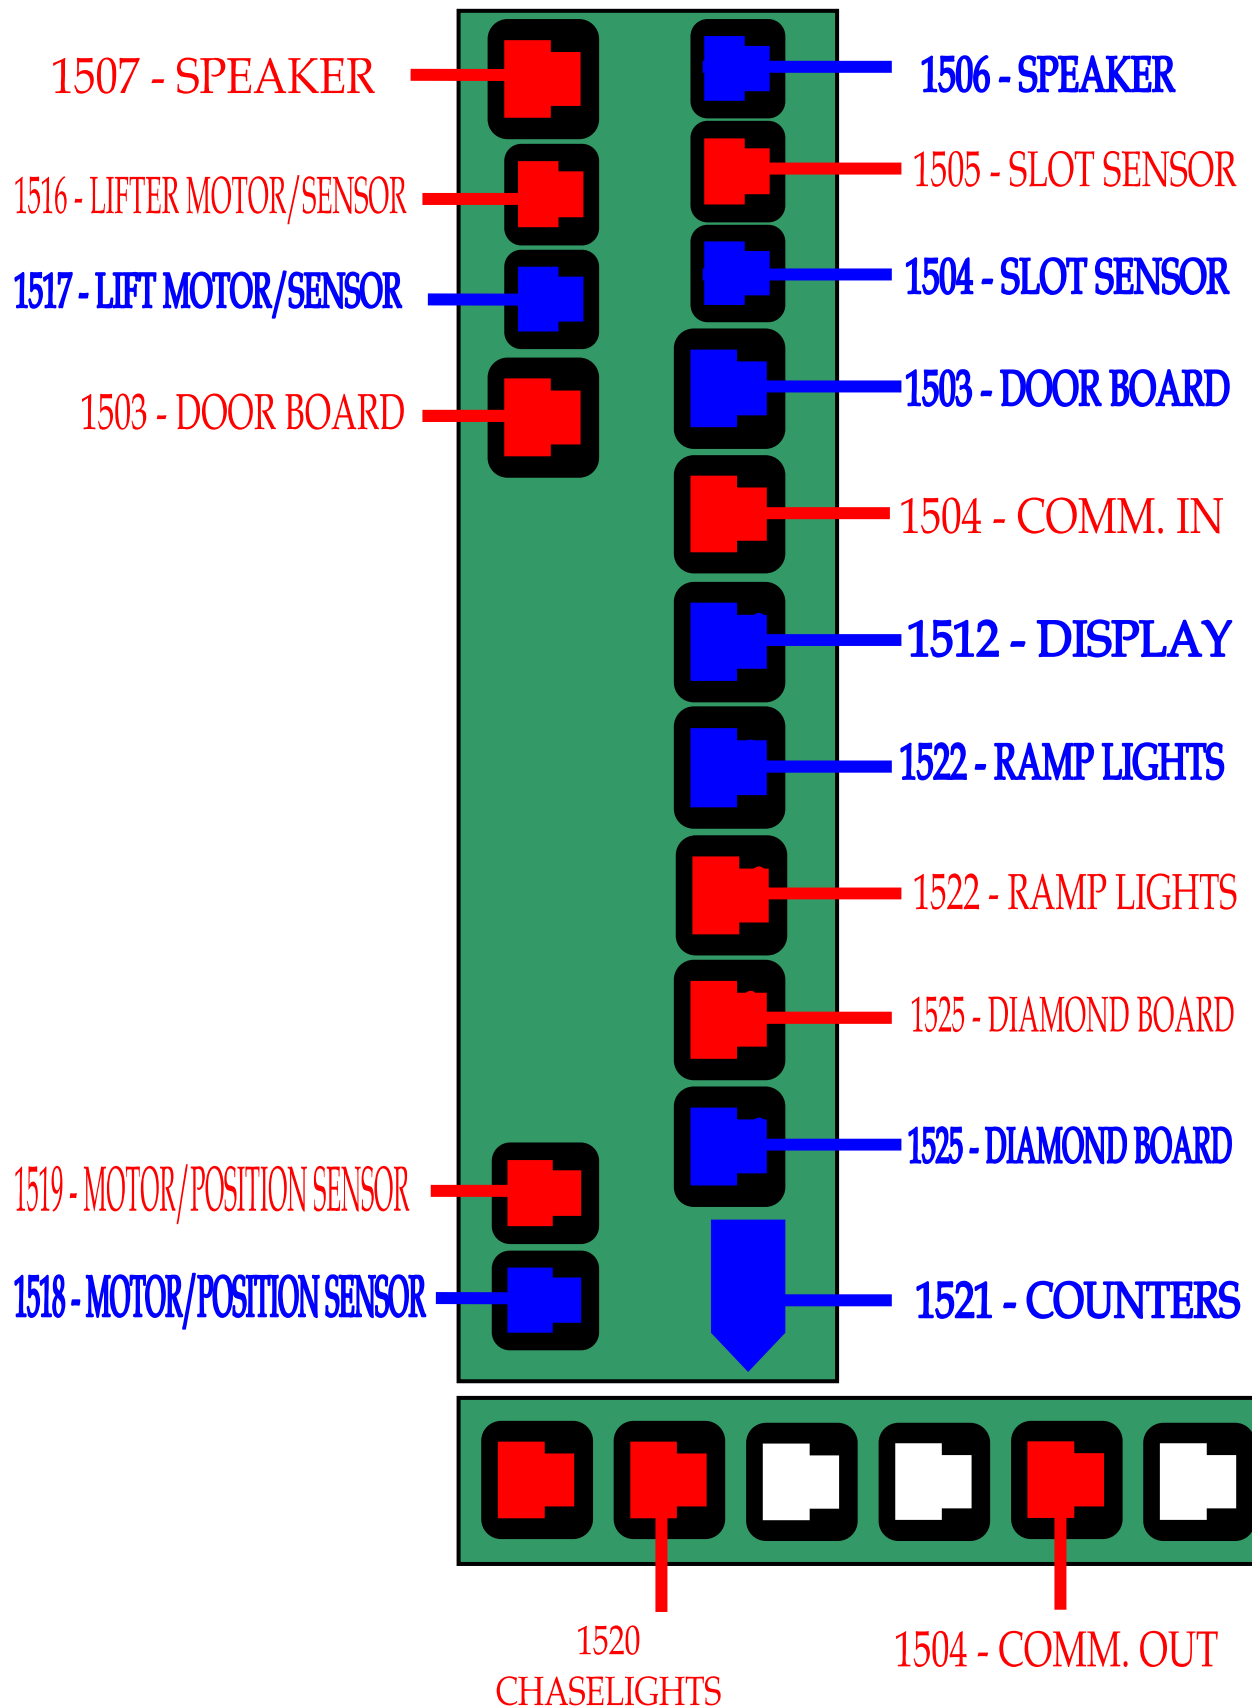 1507 - SPEAKER
1516 - LIFTER MOTOR/SENSOR
1517 - LIFT MOTOR/SENSOR
1503 - DOOR BOARD
1519 - MOTOR/POSITION SENSOR
1518 - MOTOR/POSITION SENSOR
1506 - SPEAKER
1505 - SLOT SENSOR
1504 - SLOT SENSOR
1503 - DOOR BOARD
1504 - COMM. IN
1512 - DISPLAY
1522 - RAMP LIGHTS
1522 - RAMP LIGHTS
1525 - DIAMOND BOARD
1525 - DIAMOND BOARD
1521 - COUNTERS
1520
CHASELIGHTS
1504 - COMM. OUT